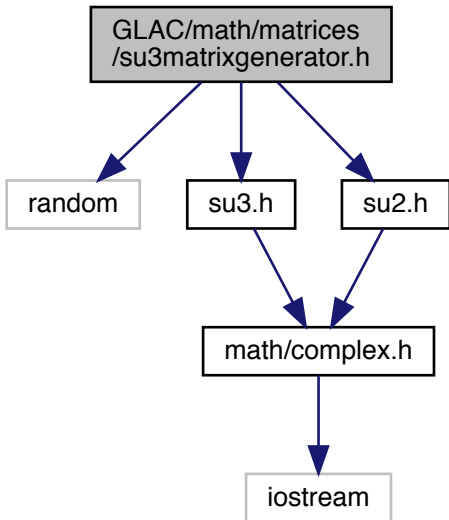 GLAC/math/matrices
/su3matrixgenerator.h
random
su3.h
su2.h
math/complex.h
iostream